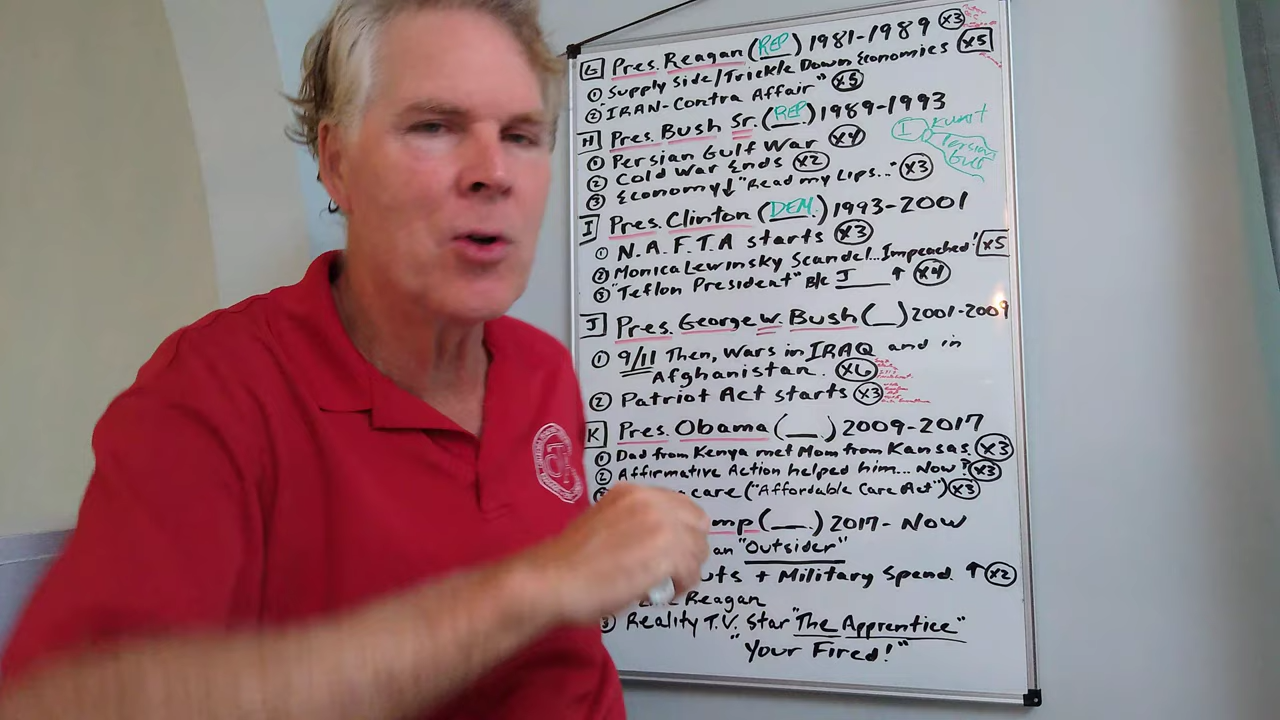 G Pres. Reagan (REP) 1981-1989 x3
① Supply Side/Trickle Down Economies x5
② "IRAN-Contra Affair" x5
H Pres. Bush Sr. (REP) 1989-1993
① Persian Gulf War x4
I Kuwt
Persian Gulf
② Cold War Ends x2
③ Economy↓ "Read my Lips..." x3
I Pres. Clinton (DEM.) 1993-2001
① N.A.F.T.A starts x3
② Monica Lewinsky Scandel...Impeached! x5
③ "Teflon President" B/c I___ ↑ x4
J Pres. George W. Bush (__) 2001-2009
① 9/11 Then, Wars in IRAQ and in
Afghanistan. x6
② Patriot Act starts x3
K Pres. Obama (__.) 2009-2017
① Dad from Kenya met Mom from Kansas. x3
② Affirmative Action helped him... Now? x3
care ("Affordable Care Act") x3
mp (__.) 2017- Now
an "Outsider"
uts + Military Spend. ↑ x2
Reagan
③ Reality T.V. Star "The Apprentice"
"Your Fired!"